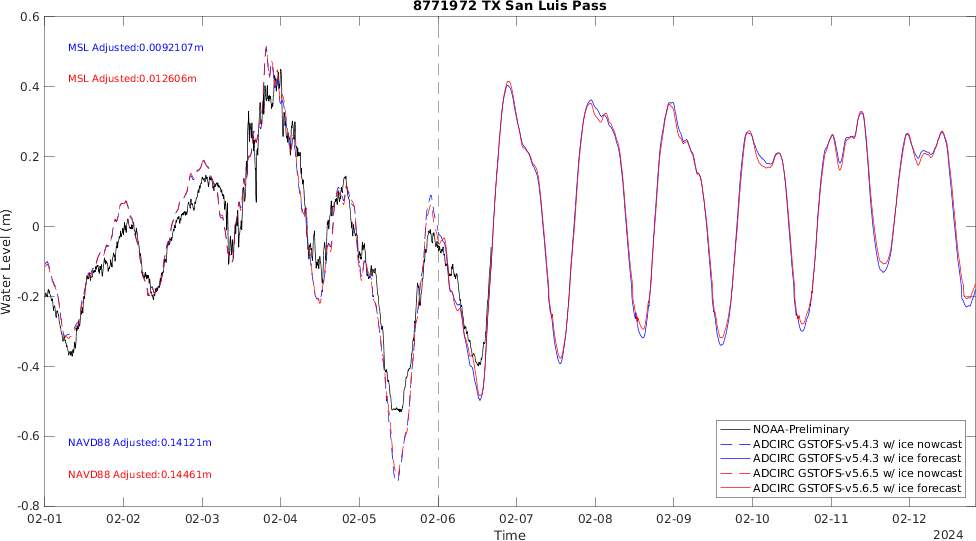 8771972 TX San Luis Pass
0.6
MSL Adjusted:0.0092107m
MSL Adjusted:0.012606m
0.4
0.2
0
-0.2
-0.4
-0.6
-0.8
Water Level (m)
NAVD88 Adjusted:0.14121m
NAVD88 Adjusted:0.14461m
NOAA-Preliminary
ADCIRC GSTOFS-v5.4.3 w/ ice nowcast
ADCIRC GSTOFS-v5.4.3 w/ ice forecast
ADCIRC GSTOFS-v5.6.5 w/ ice nowcast
ADCIRC GSTOFS-v5.6.5 w/ ice forecast
02-01 02-02 02-03 02-04 02-05 02-06 02-07 02-08 02-09 02-10 02-11 02-12
Time
2024